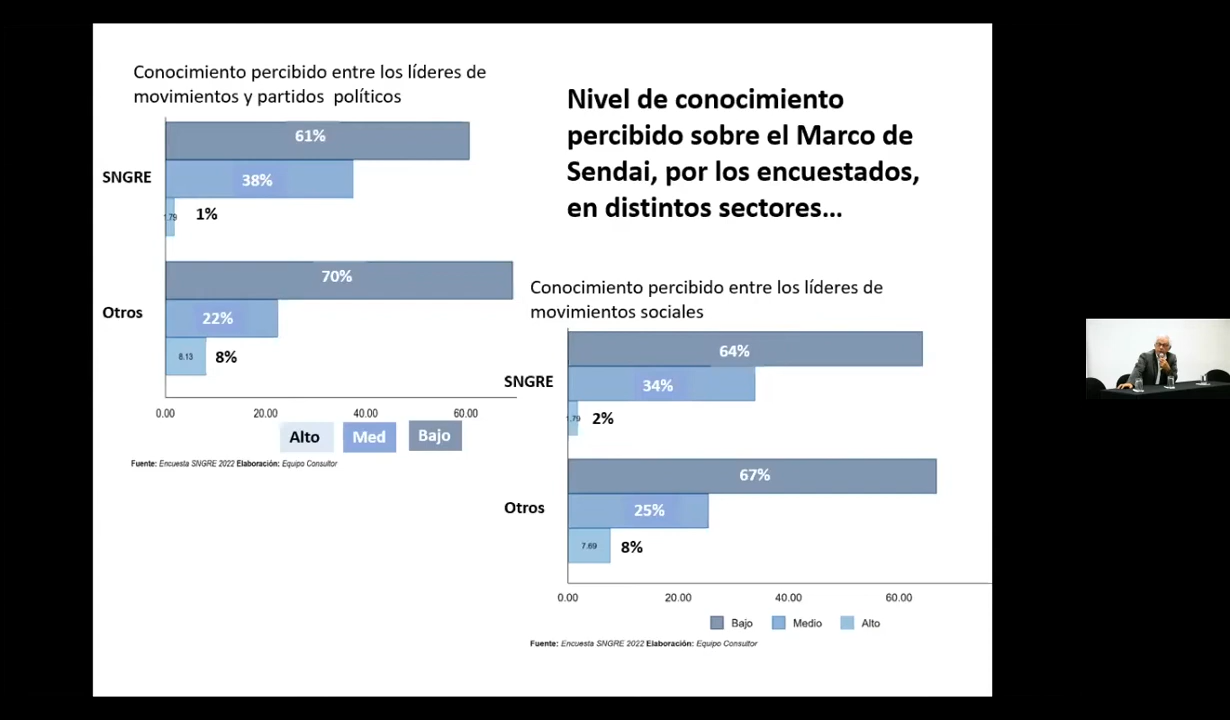 Conocimiento percibido entre los líderes de
movimientos y partidos políticos
61%
SNGRE
38%
1%
70%
Otros
22%
8.13
8%
0.00
20.00
40.00
60.00
Alto
Med
Bajo
Fuente: Encuesta SNGRE 2022 Elaboración: Equipo Consultor
Nivel de conocimiento
percibido sobre el Marco de
Sendai, por los encuestados,
en distintos sectores...
Conocimiento percibido entre los líderes de
movimientos sociales
64%
SNGRE
34%
2%
67%
Otros
25%
7.69
8%
0.00
20.00
40.00
60.00
Bajo
Medio
Alto
Fuente: Encuesta SNGRE 2022 Elaboración: Equipo Consultor